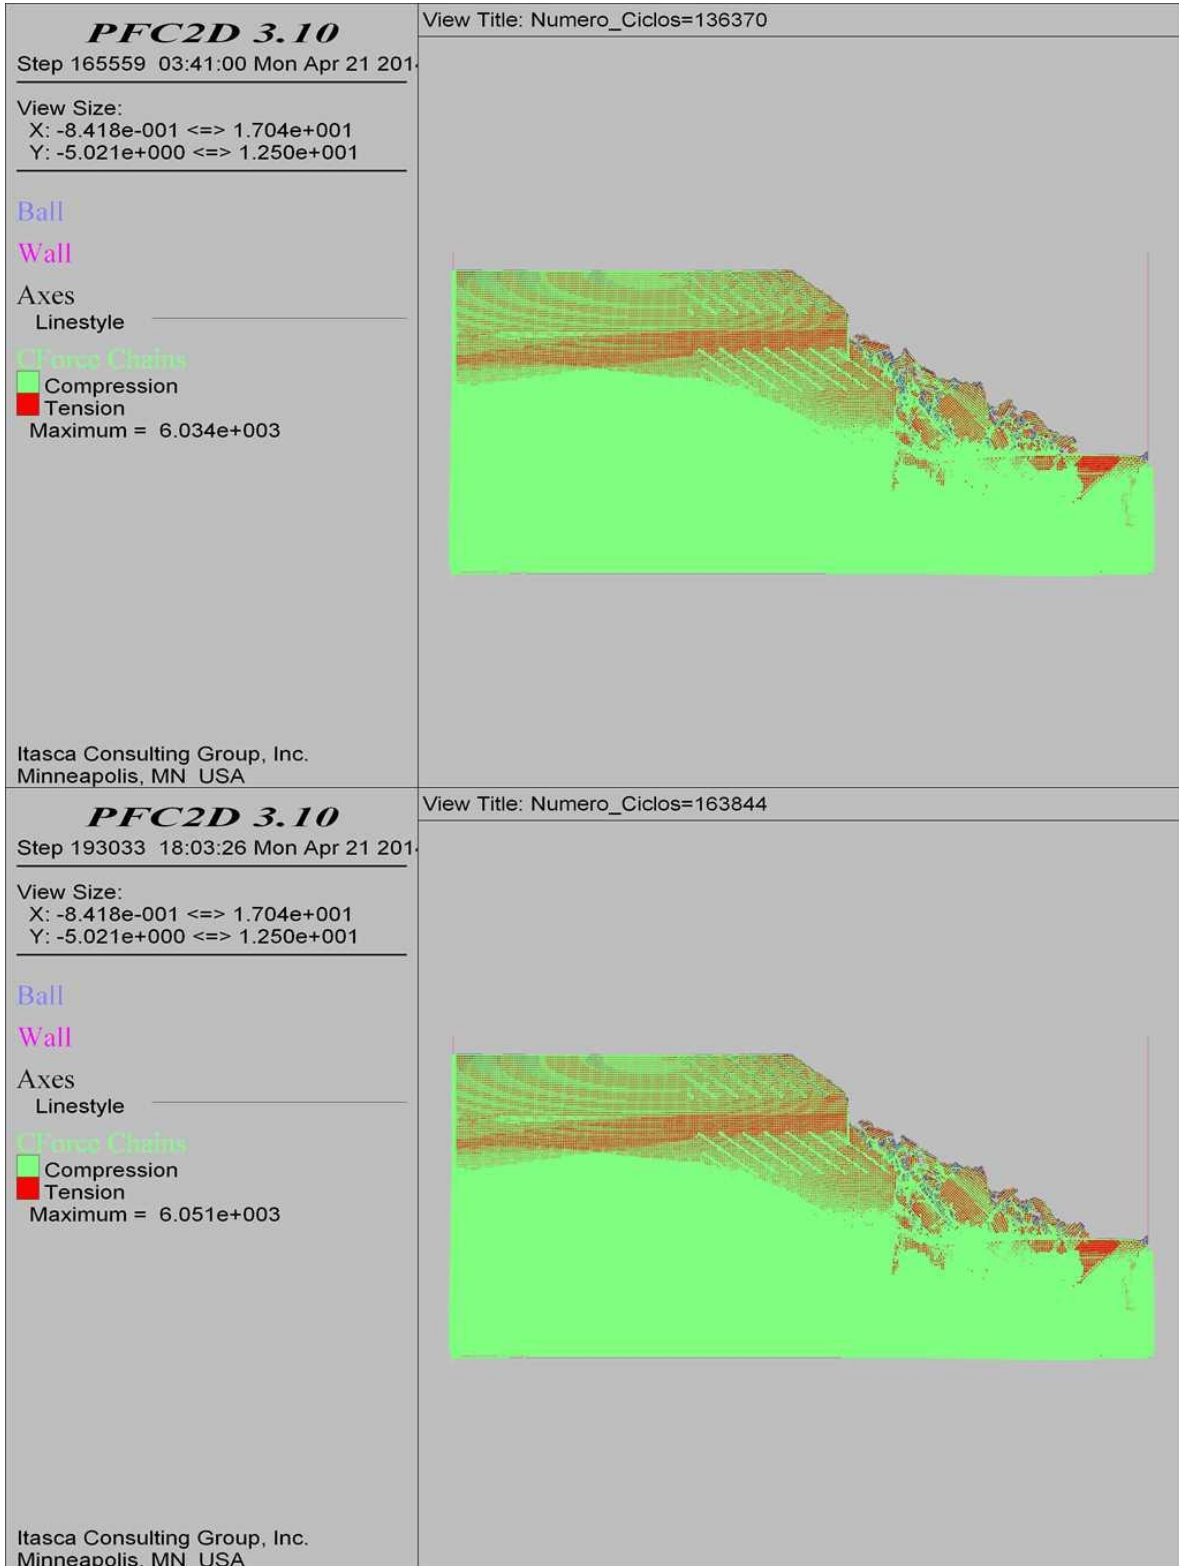 PFC2D 3.10
Step 165559 03:41:00 Mon Apr 21 201
View Size:
X: -8.418e-001 <=> 1.704e+001
Y: -5.021e+000 <=> 1.250e+001
Ball
Wall
Axes
Linestyle
CForce Chains
Compression
Tension
Maximum = 6.034e+003
Itasca Consulting Group, Inc.
Minneapolis, MN USA
View Title: Numero_Ciclos=136370
PFC2D 3.10
Step 193033 18:03:26 Mon Apr 21 201
View Size:
X: -8.418e-001 <=> 1.704e+001
Y: -5.021e+000 <=> 1.250e+001
Ball
Wall
Axes
Linestyle
CForce Chains
Compression
Tension
Maximum = 6.051e+003
Itasca Consulting Group, Inc.
Minneapolis, MN USA
View Title: Numero_Ciclos=163844